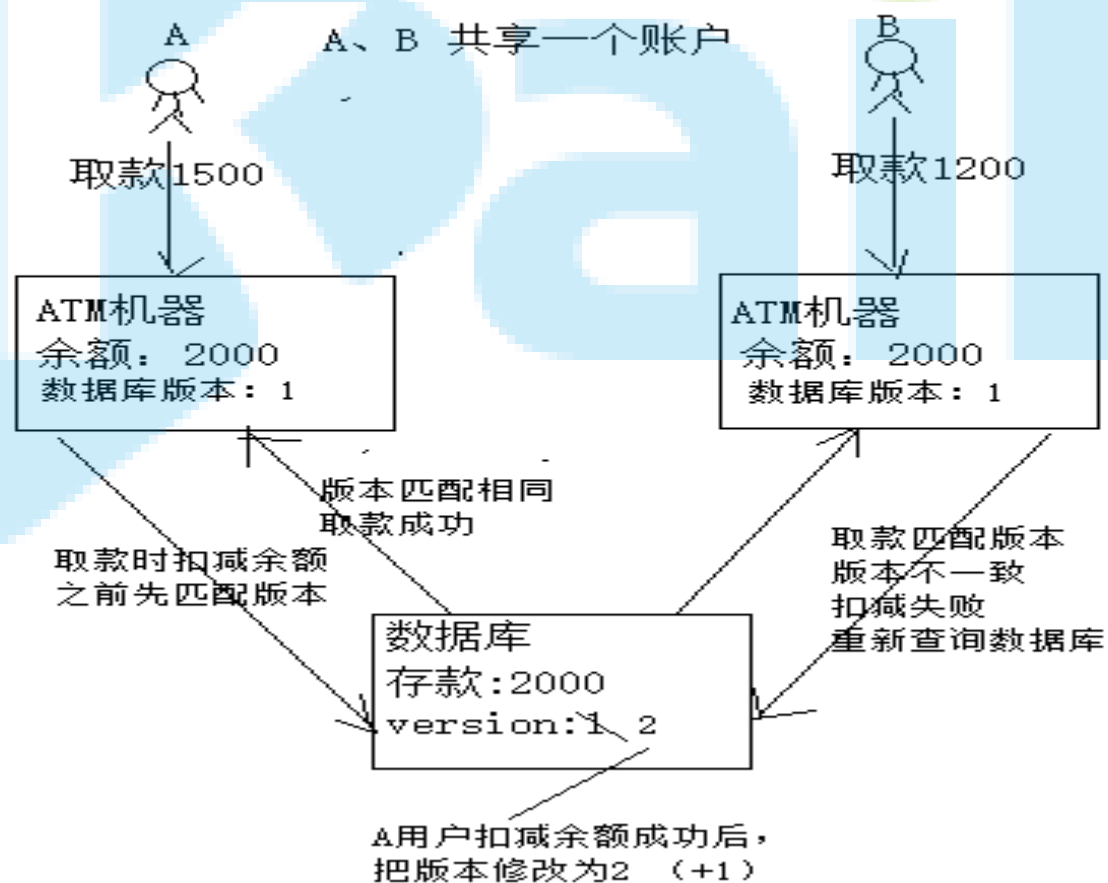 A
A、B 共享一个账户
B
取款1500
取款1200
ATM机器
余额: 2000
数据库版本: 1
ATM机器
余额: 2000
数据库版本: 1
版本匹配相同
取款成功
取款时扣减余额
之前先匹配版本
取款匹配版本
版本不一致
扣减失败
重新查询数据库
数据库
存款:2000
version:1 2
A用户扣减余额成功后,
把版本修改为2 (+1)